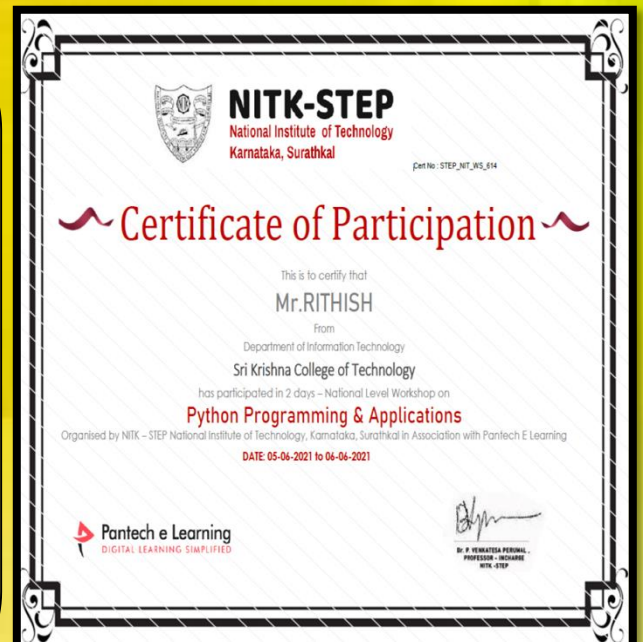 NITK-STEP
National Institute of Technology
Karnataka, Surathkal
Cert No : STEP_NIT_WS_614
Certificate of Participation
This is to certify that
Mr.RITHISH
From
Department of Information Technology
Sri Krishna College of Technology
has participated in 2 days – National Level Workshop on
Python Programming & Applications
Organised by NITK – STEP National Institute of Technology, Karnataka, Surathkal in Association with Pantech E Learning
DATE: 05-06-2021 to 06-06-2021
Pantech e Learning
DIGITAL LEARNING SIMPLIFIED
Dr. P. VENKATESA PERUMAL ,
PROFESSOR - INCHARGE
NITK -STEP